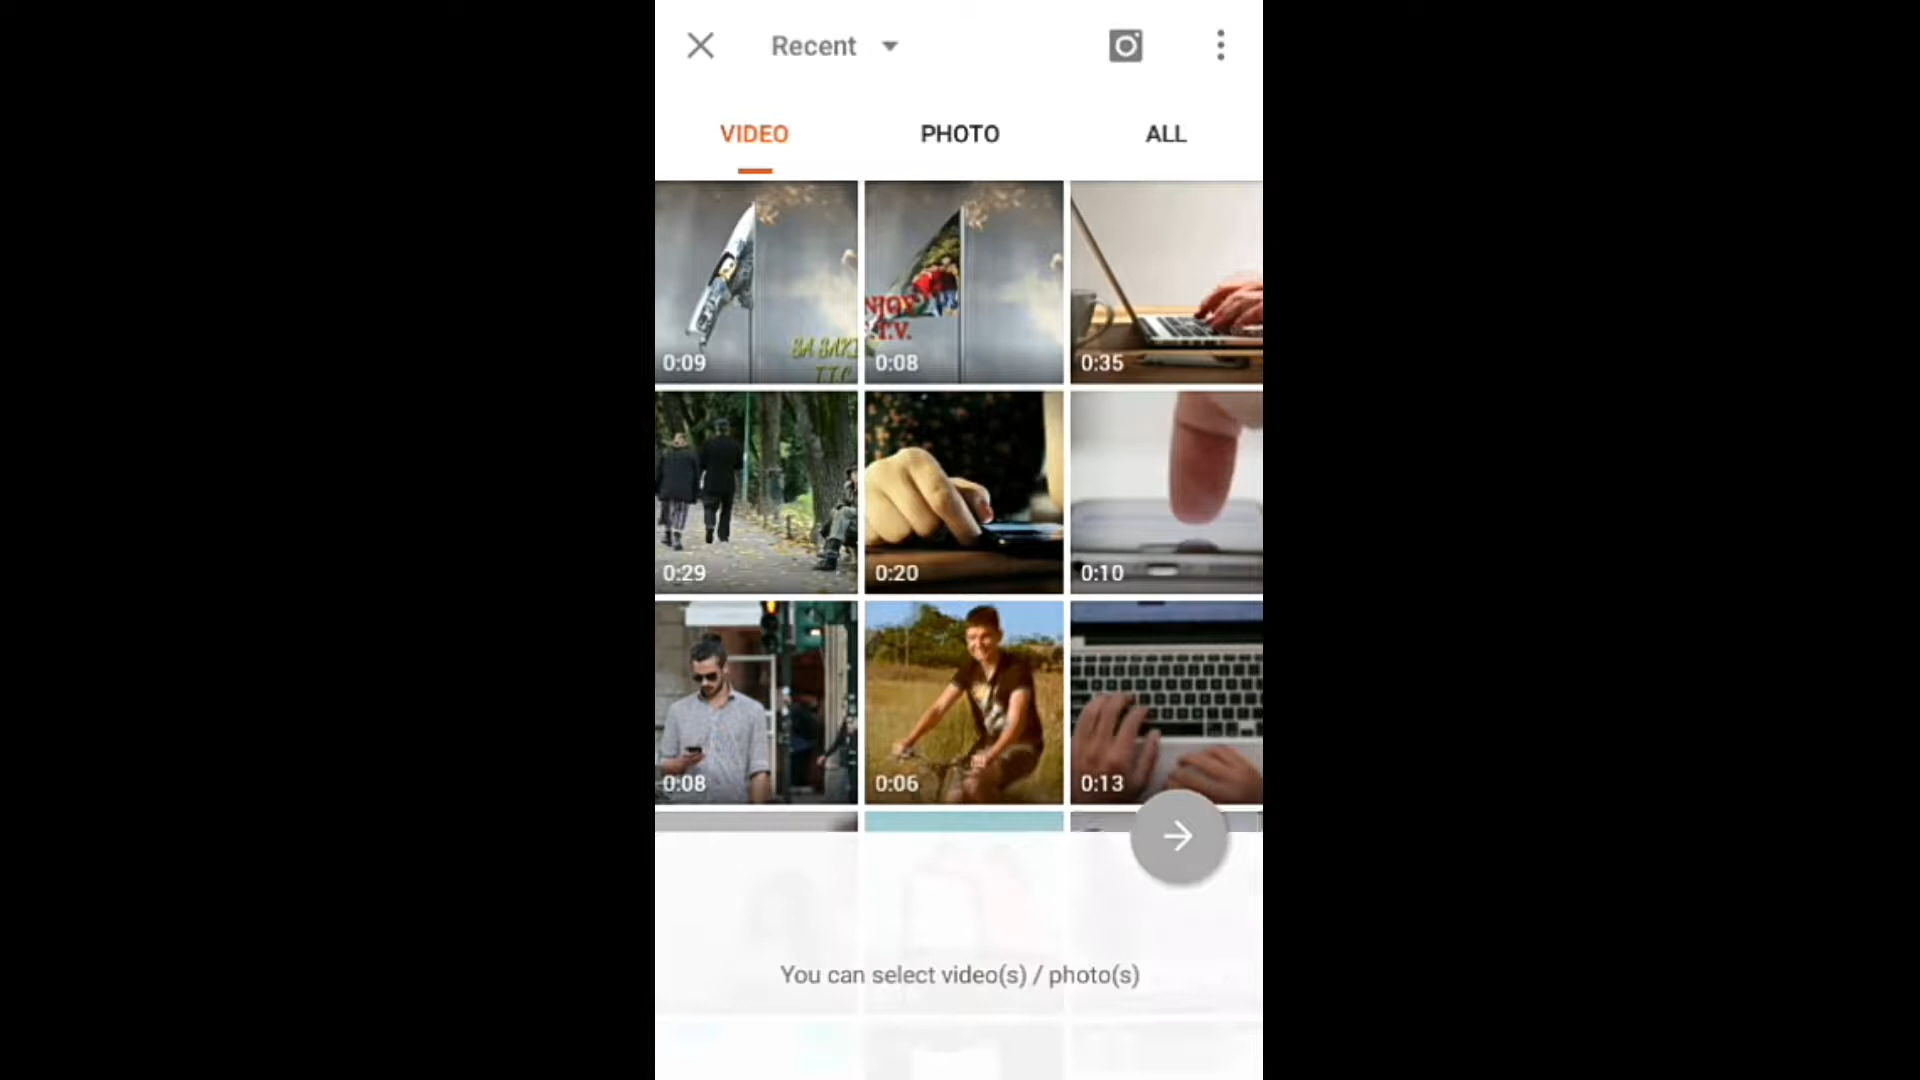 Recent
VIDEO PHOTO ALL
0:09
0:08
0:35
NJOY
.T.V.
0:29
0:20
0:10
0:08
0:06
0:13
You can select video(s) / photo(s)